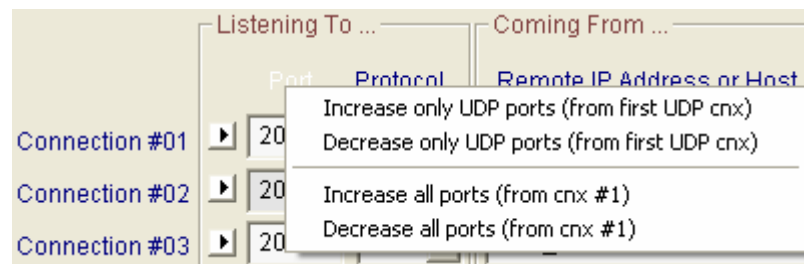 Listening To ... Coming From ...
Port Protocol Remote IP Address or Host
Increase only UDP ports (from first UDP cnx)
Connection #01 20 Decrease only UDP ports (from first UDP cnx)
Connection #02 20 Increase all ports (from cnx #1)
Decrease all ports (from cnx #1)
Connection #03 20